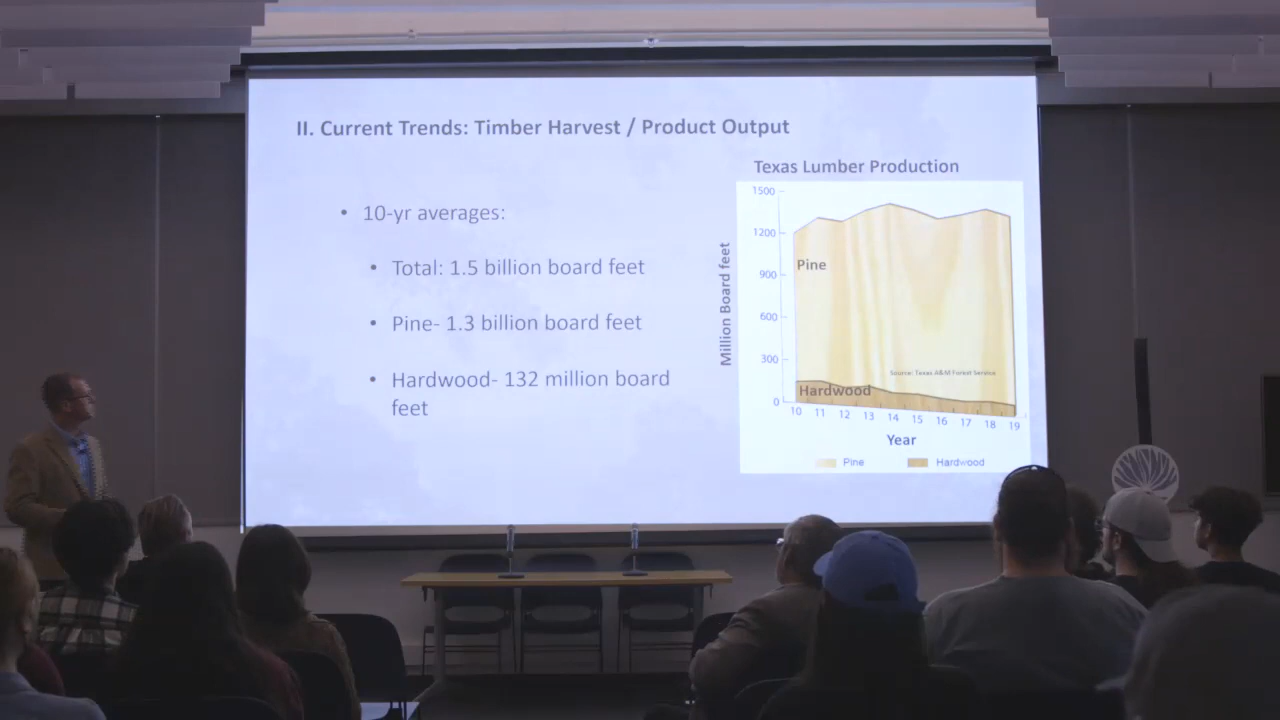 II. Current Trends: Timber Harvest / Product Output
• 10-yr averages:
• Total: 1.5 billion board feet
• Pine- 1.3 billion board feet
• Hardwood- 132 million board
feet
Texas Lumber Production
Million Board feet
1500
1200
900
600
300
0
Pine
Source: Texas A&M Forest Service
Hardwood
10 11 12 13 14 15 16 17 18 19
Year
Pine Hardwood